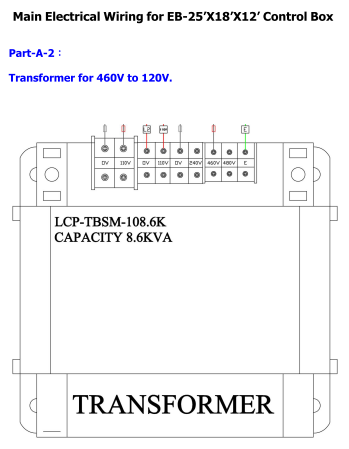 Main Electrical Wiring for EB-25’X18’X12’ Control Box
Part-A-2：
Transformer for 460V to 120V.
L2 E
0V 110V 0V 110V 0V 240V 460V 480V E
LCP-TBSM-108.6K
CAPACITY 8.6KVA
TRANSFORMER